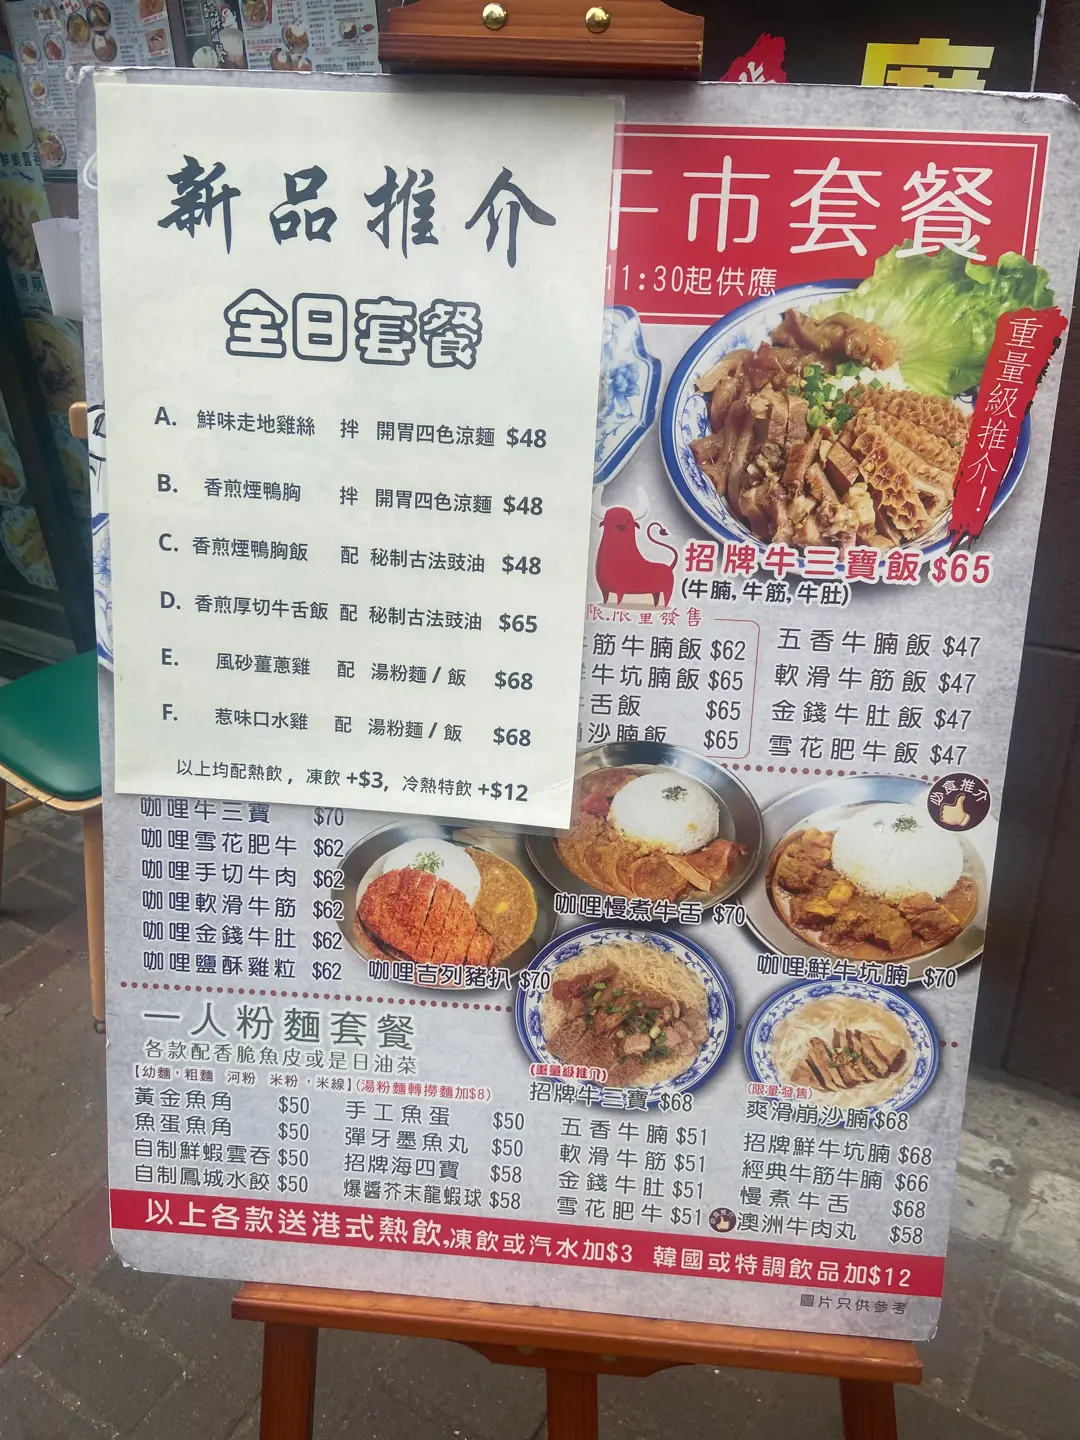 新品推介
全日套餐
A. 鮮味走地雞絲 拌 開胃四色涼麵 $48
B. 香煎煙鴨胸 拌 開胃四色涼麵 $48
C. 香煎煙鴨胸飯 配 秘制古法豉油 $48
D. 香煎厚切牛舌飯 配 秘制古法豉油 $65
E. 風砂薑蔥雞 配 湯粉麵 / 飯 $68
F. 惹味口水雞 配 湯粉麵 / 飯 $68
以上均配熱飲, 凍飲 +$3, 冷熱特飲 +$12
市套餐
11:30起供應
重量級推介!
招牌牛三寶飯 $65
(牛腩, 牛筋, 牛肚)
限量發售
筋牛腩飯 $62
牛坑腩飯 $65
舌飯 $65
沙腩飯 $65
五香牛腩飯 $47
軟滑牛筋飯 $47
金錢牛肚飯 $47
雪花肥牛飯 $47
必食推介
咖哩牛三寶 $70
咖哩雪花肥牛 $62
咖哩手切牛肉 $62
咖哩軟滑牛筋 $62
咖哩金錢牛肚 $62
咖哩鹽酥雞粒 $62
咖哩吉列豬扒 $70
咖哩慢煮牛舌 $70
咖哩鮮牛坑腩 $70
一人粉麵套餐
各款配香脆魚皮或是日油菜
【幼麵，粗麵 河粉 米粉，米線】(湯粉麵轉撈麵加$8)
黃金魚角 $50
魚蛋魚角 $50
自制鮮蝦雲吞 $50
自制鳳城水餃 $50
手工魚蛋 $50
彈牙墨魚丸 $50
招牌海四寶 $58
爆醬芥末龍蝦球 $58
(重量級推介)
招牌牛三寶 $68
五香牛腩 $51
軟滑牛筋 $51
金錢牛肚 $51
雪花肥牛 $51
(限量發售)
爽滑崩沙腩 $68
招牌鮮牛坑腩 $68
經典牛筋牛腩 $66
慢煮牛舌 $68
澳洲牛肉丸 $58
以上各款送港式熱飲,凍飲或汽水加$3 韓國或特調飲品加$12
圖片只供參考